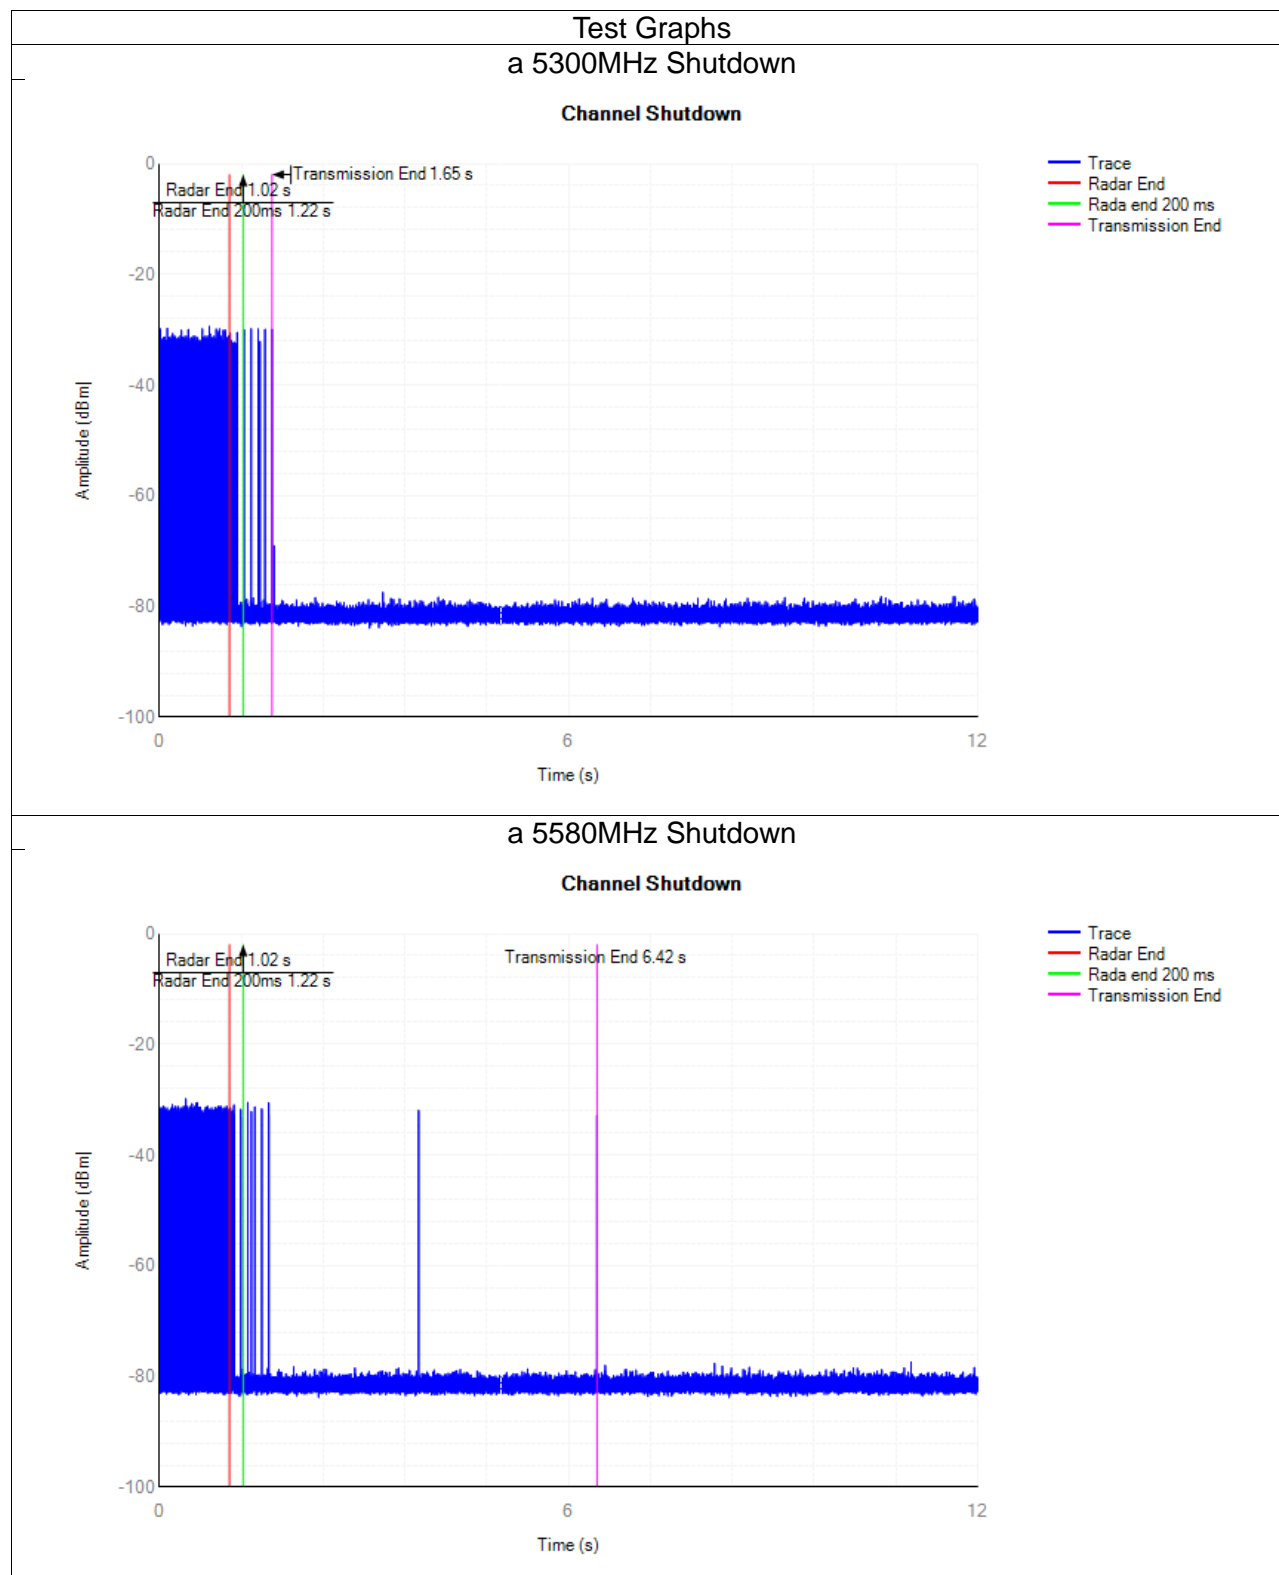 Test Graphs
a 5300MHz Shutdown
Channel Shutdown
Trace
Radar End
Rada end 200 ms
Transmission End
0
-20
-40
-60
-80
-100
Transmission End 1.65 s
Radar End 1.02 s
Radar End 200ms 1.22 s
Amplitude (dBm|
0 6 12
Time (s)
a 5580MHz Shutdown
Channel Shutdown
Trace
Radar End
Rada end 200 ms
Transmission End
0
-20
-40
-60
-80
-100
Transmission End 6.42 s
Radar End 1.02 s
Radar End 200ms 1.22 s
Amplitude (dBm|
0 6 12
Time (s)